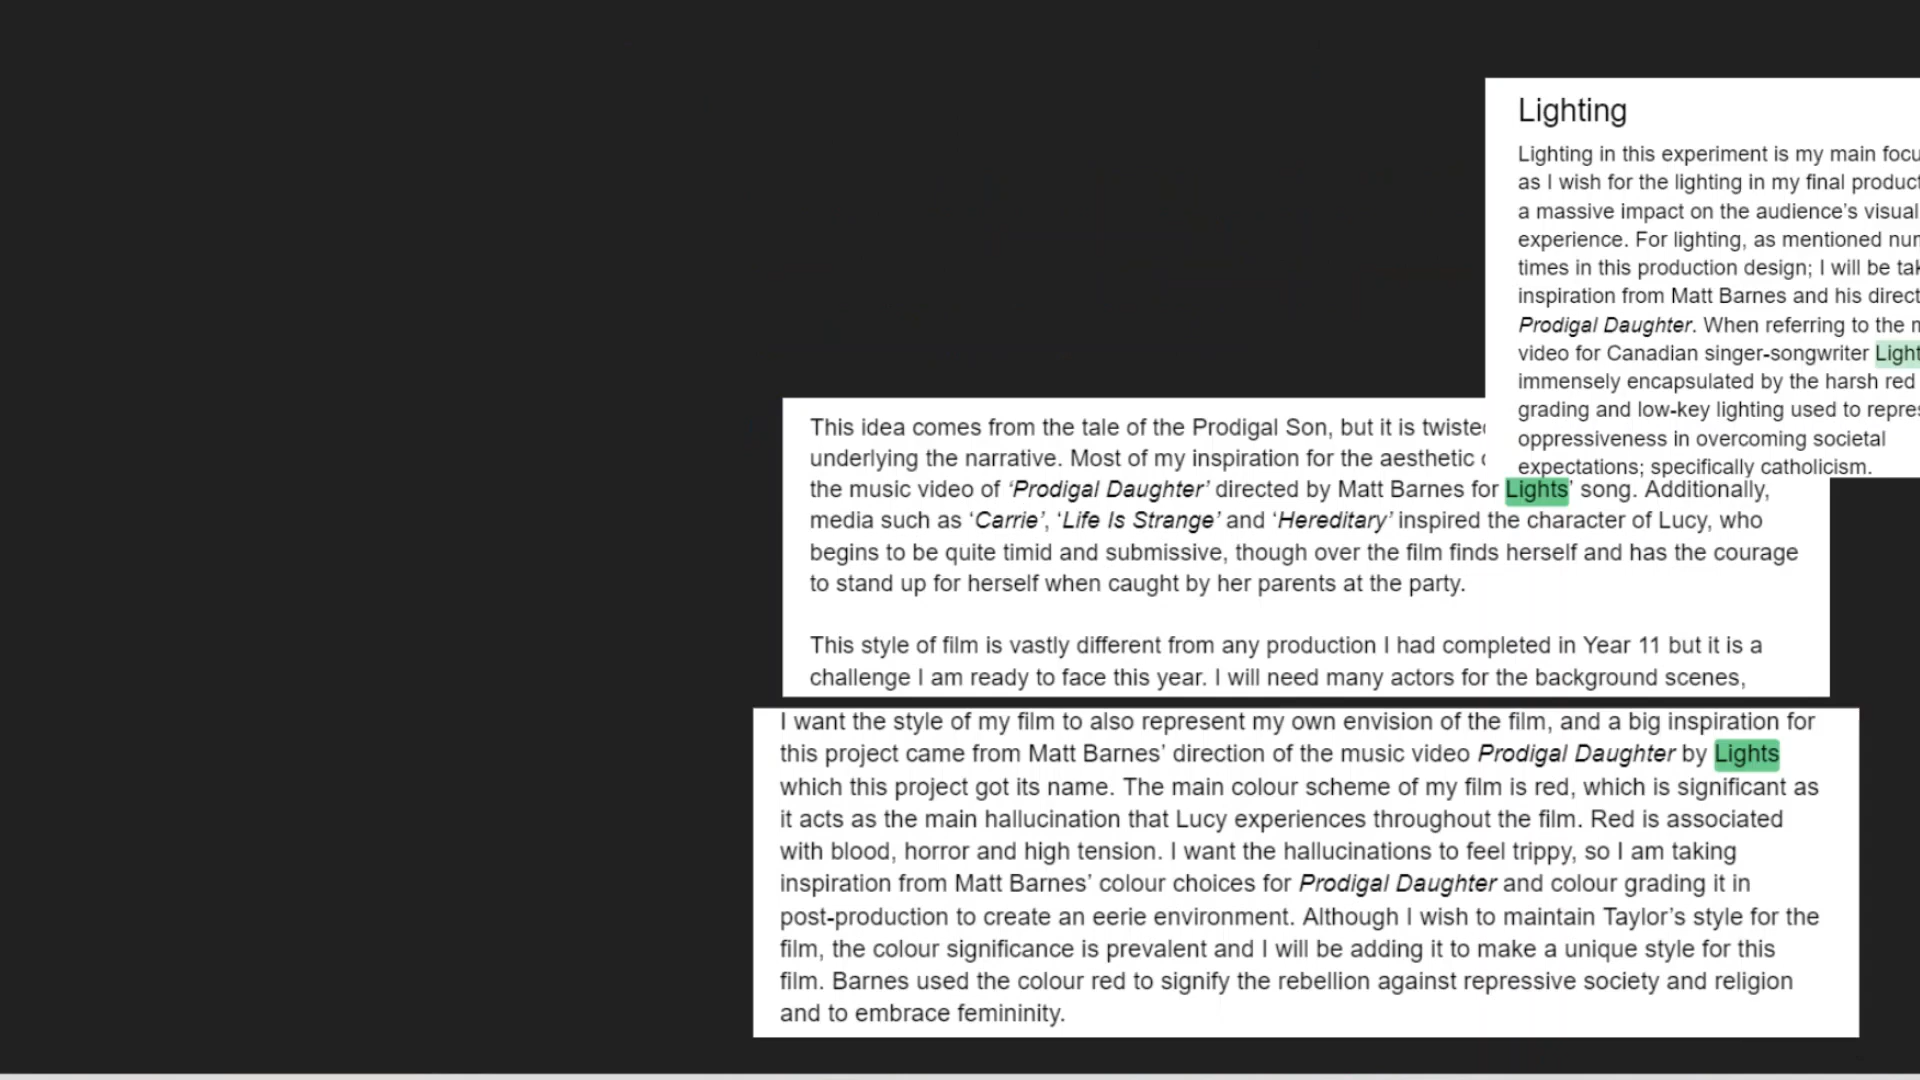 Lighting
Lighting in this experiment is my main
as I wish for the lighting in my final product
a massive impact on the audience's visual
experience. For lighting, as mentioned
times in this production design; I will be
inspiration from Matt Barnes and his
Prodigal Daughter. When referring to the
video for Canadian singer-songwriter
immensely encapsulated by the harsh red
grading and low-key lighting used to
oppressiveness in overcoming societal
expectations; specifically catholicism.
This idea comes from the tale of the Prodigal Son, but it is
underlying the narrative. Most of my inspiration for the aesthetic
the music video of ‘Prodigal Daughter’ directed by Matt Barnes for Lights’ song. Additionally,
media such as ‘Carrie’, ‘Life Is Strange’ and ‘Hereditary’ inspired the character of Lucy, who
begins to be quite timid and submissive, though over the film finds herself and has the courage
to stand up for herself when caught by her parents at the party.
This style of film is vastly different from any production I had completed in Year 11 but it is a
challenge I am ready to face this year. I will need many actors for the background scenes,
I want the style of my film to also represent my own envision of the film, and a big inspiration for
this project came from Matt Barnes’ direction of the music video Prodigal Daughter by Lights
which this project got its name. The main colour scheme of my film is red, which is significant as
it acts as the main hallucination that Lucy experiences throughout the film. Red is associated
with blood, horror and high tension. I want the hallucinations to feel trippy, so I am taking
inspiration from Matt Barnes’ colour choices for Prodigal Daughter and colour grading it in
post-production to create an eerie environment. Although I wish to maintain Taylor’s style for the
film, the colour significance is prevalent and I will be adding it to make a unique style for this
film. Barnes used the colour red to signify the rebellion against repressive society and religion
and to embrace femininity.